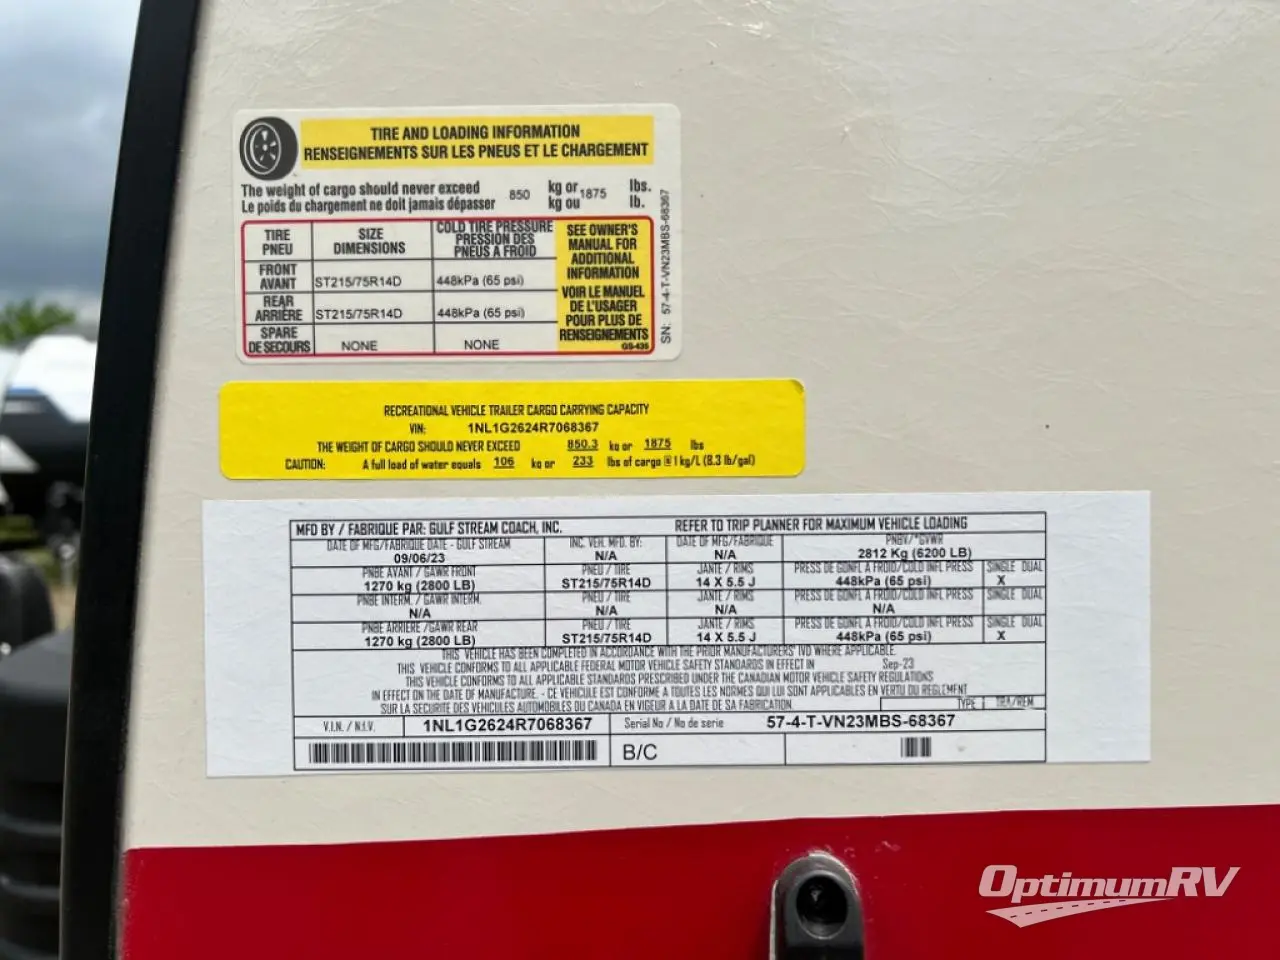 TIRE AND LOADING INFORMATION
RENSEIGNEMENTS SUR LES PNEUS ET LE CHARGEMENT
The weight of cargo should never exceed 850 kg or 1875 lbs.
Le poids du chargement ne doit jamais dépasser kg ou lb.
TIRE PNEU
SIZE DIMENSIONS
COLD TIRE PRESSURE PRESSION DES PNEUS A FROID
SEE OWNER'S MANUAL FOR ADDITIONAL INFORMATION
VOIR LE MANUEL DE L'USAGER POUR PLUS DE RENSEIGNEMENTS
GS-435
FRONT AVANT ST215/75R14D 448kPa (65 psi)
REAR ARRIÈRE ST215/75R14D 448kPa (65 psi)
SPARE DE SECOURS NONE NONE
SN: 57-4-T-VN23MBS-68367
RECREATIONAL VEHICLE TRAILER CARGO CARRYING CAPACITY
VIN: 1NL1G2624R7068367
THE WEIGHT OF CARGO SHOULD NEVER EXCEED 850.3 kg or 1875 lbs
CAUTION: A full load of water equals 106 kg or 233 lbs of cargo @ 1 kg/L (8.3 lb/gal)
MFD BY / FABRIQUE PAR: GULF STREAM COACH, INC. REFER TO TRIP PLANNER FOR MAXIMUM VEHICLE LOADING
DATE OF MFG/FABRIQUE DATE - GULF STREAM INC. VEH. MFD. BY: DATE OF MFG/FABRIQUE PNBV/*GVWR
09/06/23 N/A N/A 2812 Kg (6200 LB)
PNBE AVANT / GAWR FRONT PNEU / TIRE JANTE / RIMS PRESS DE GONFL A FROID/COLD INFL PRESS SINGLE DUAL
1270 kg (2800 LB) ST215/75R14D 14 X 5.5 J 448kPa (65 psi) X
PNBE INTERM. / GAWR INTERM. PNEU / TIRE JANTE / RIMS PRESS DE GONFL A FROID/COLD INFL PRESS SINGLE DUAL
N/A N/A N/A N/A
PNBE ARRIERE /GAWR REAR PNEU / TIRE JANTE / RIMS PRESS DE GONFL A FROID/COLD INFL PRESS SINGLE DUAL
1270 kg (2800 LB) ST215/75R14D 14 X 5.5 J 448kPa (65 psi) X
THIS VEHICLE HAS BEEN COMPLETED IN ACCORDANCE WITH THE PRIOR MANUFACTURERS' IVD WHERE APPLICABLE.
THIS VEHICLE CONFORMS TO ALL APPLICABLE FEDERAL MOTOR VEHICLE SAFETY STANDARDS IN EFFECT IN Sep-23
THIS VEHICLE CONFORMS TO ALL APPLICABLE STANDARDS PRESCRIBED UNDER THE CANADIAN MOTOR VEHICLE SAFETY REGULATIONS
IN EFFECT ON THE DATE OF MANUFACTURE. - CE VEHICULE EST CONFORME A TOUTES LES NORMES QUI LUI SONT APPLICABLES EN VERTU DU REGLEMENT
SUR LA SECURITE DES VEHICULES AUTOMOBILES DU CANADA EN VIGEUR A LA DATE DE SA FABRICATION. TYPE : TRA/REM
V.I.N. / N.I.V. 1NL1G2624R7068367 Serial No / No de serie 57-4-T-VN23MBS-68367
B/C
OptimumRV